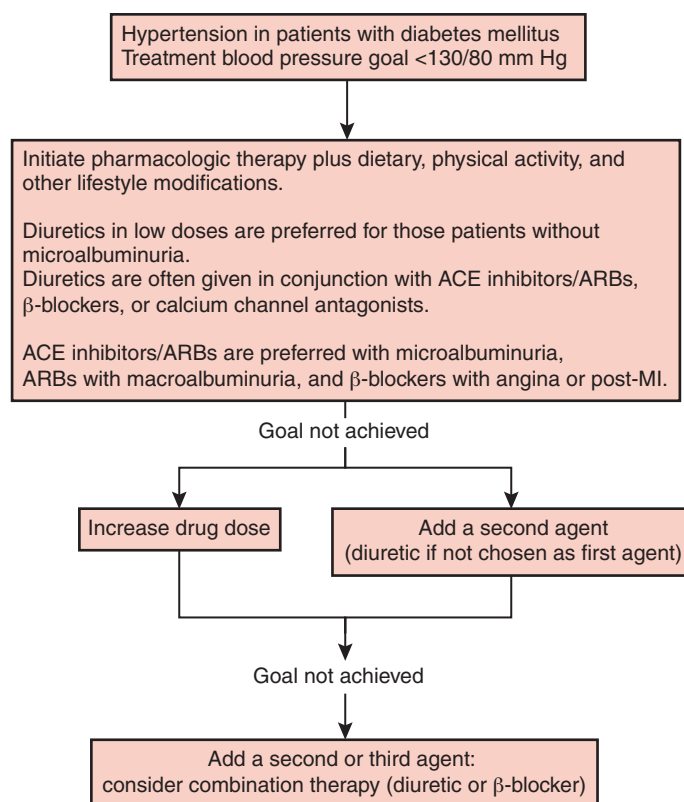 Hypertension in patients with diabetes mellitus
Treatment blood pressure goal <130/80 mm Hg
Initiate pharmacologic therapy plus dietary, physical activity, and
other lifestyle modifications.
Diuretics in low doses are preferred for those patients without
microalbuminuria.
Diuretics are often given in conjunction with ACE inhibitors/ARBs,
β-blockers, or calcium channel antagonists.
ACE inhibitors/ARBs are preferred with microalbuminuria,
ARBs with macroalbuminuria, and β-blockers with angina or post-MI.
Goal not achieved
Increase drug dose
Add a second agent
(diuretic if not chosen as first agent)
Goal not achieved
Add a second or third agent:
consider combination therapy (diuretic or β-blocker)